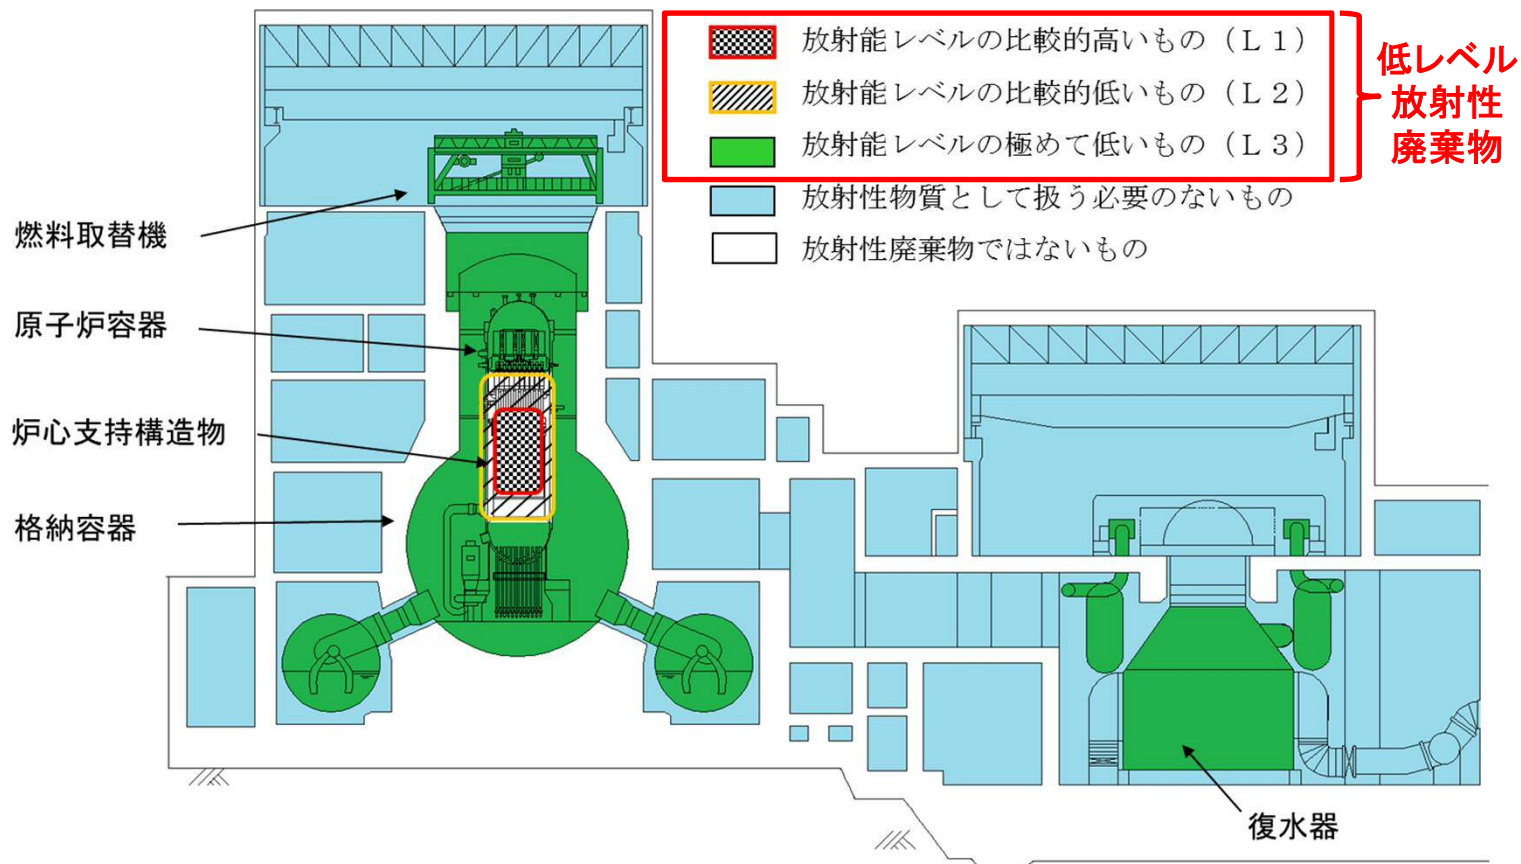 放射能レベルの比較的高いもの（Ｌ１）
放射能レベルの比較的低いもの（Ｌ２）
放射能レベルの極めて低いもの（Ｌ３）
放射性物質として扱う必要のないもの
放射性廃棄物ではないもの
低レベル
放射性
廃棄物
燃料取替機
原子炉容器
炉心支持構造物
格納容器
復水器